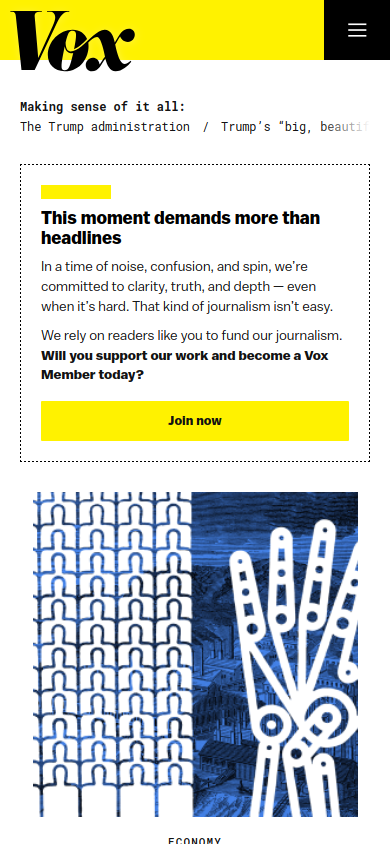 Vox
Making sense of it all:
The Trump administration / Trump's “big, beautif
This moment demands more than
headlines
In a time of noise, confusion, and spin, we’re
committed to clarity, truth, and depth — even
when it’s hard. That kind of journalism isn’t easy.
We rely on readers like you to fund our journalism.
Will you support our work and become a Vox
Member today?
Join now
ECONOMY